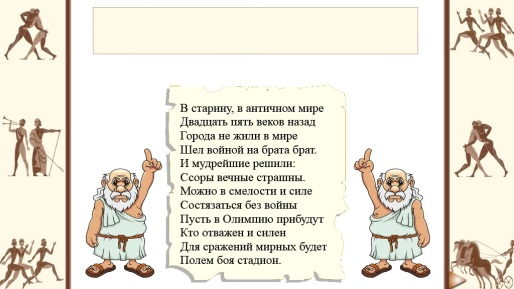 В старину, в античном мире
Двадцать пять веков назад
Города не жили в мире
Шел войной на брата брат.
И мудрейшие решили:
Ссоры вечные страшны.
Можно в смелости и силе
Состязаться без войны
Пусть в Олимпию прибудут
Кто отважен и силен
Для сражений мирных будет
Полем боя стадион.